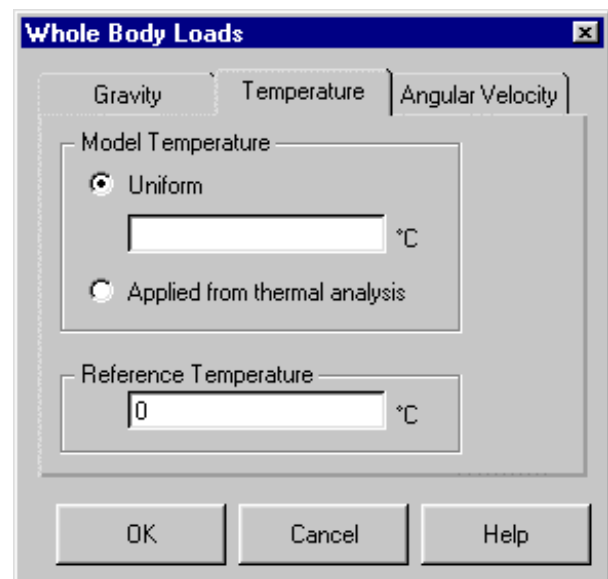 Whole Body Loads
Gravity Temperature Angular Velocity
Model Temperature
Uniform
°C
Applied from thermal analysis
Reference Temperature
0 °C
OK Cancel Help